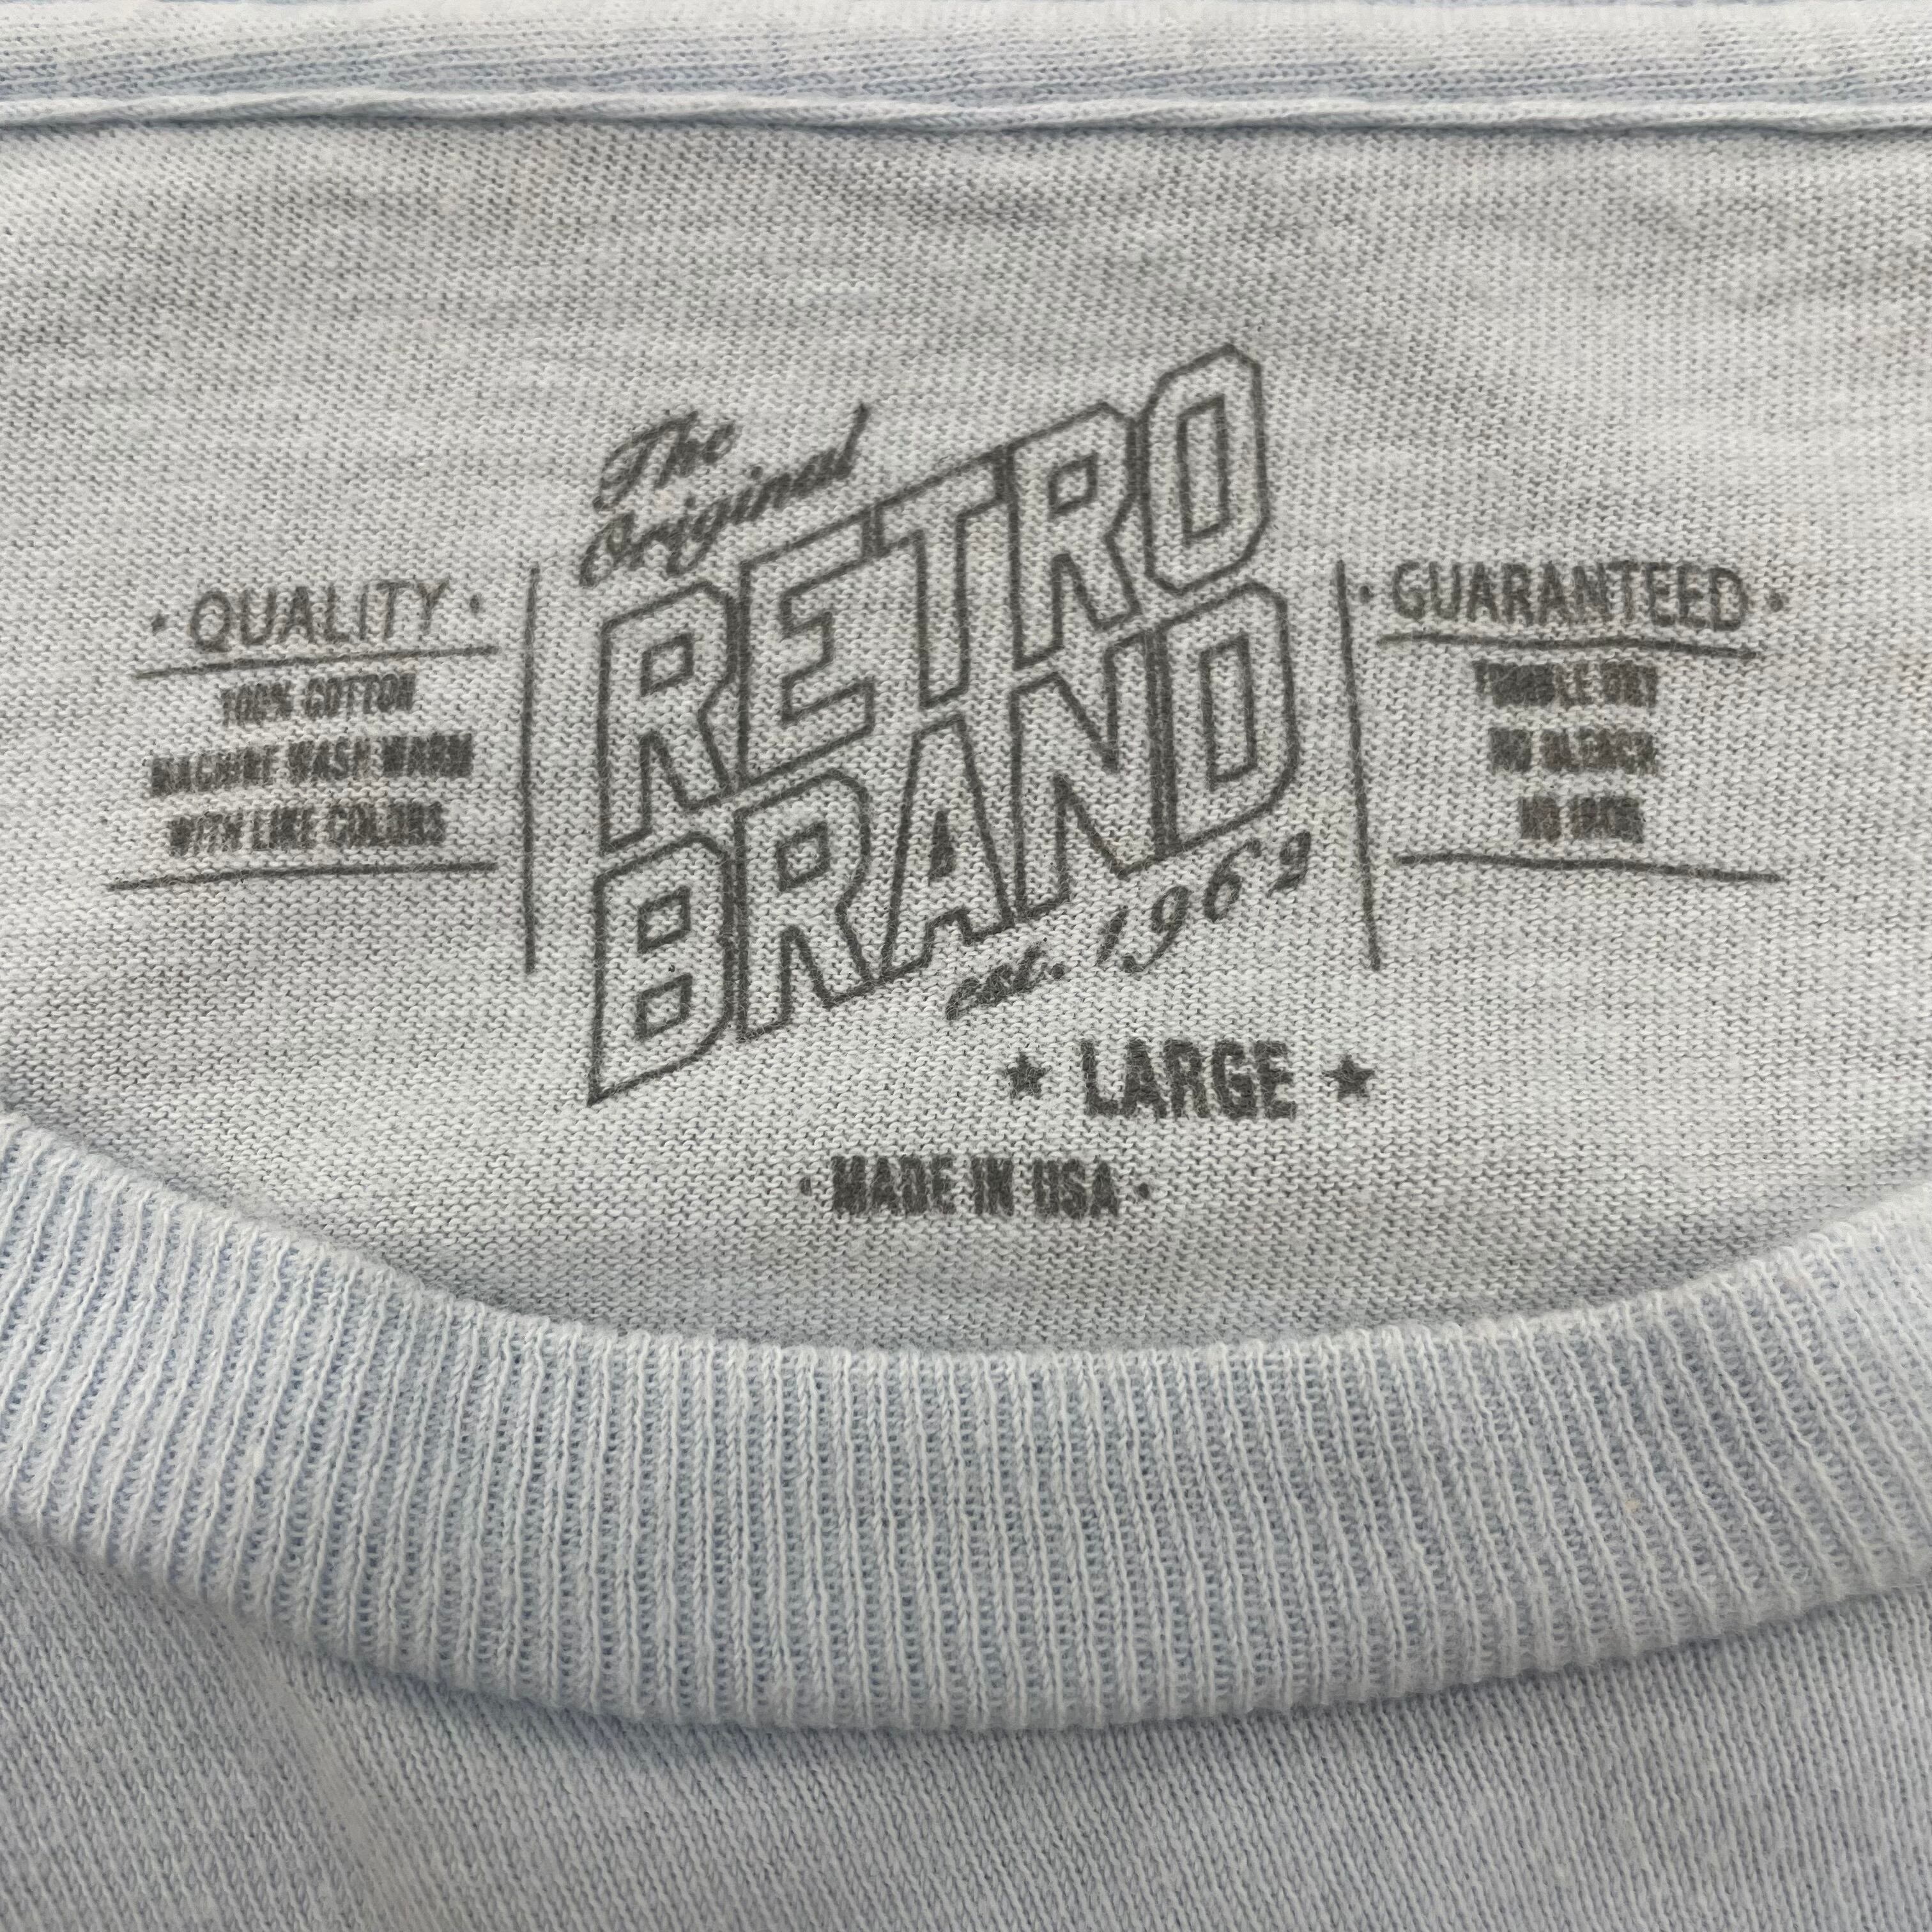 The
Original
RETRO
BRAND
est. 1969
· QUALITY ·
100% COTTON
MACHINE WASH WARM
WITH LIKE COLORS
· GUARANTEED ·
TUMBLE DRY
NO BLEACH
NO IRON
★ LARGE ★
· MADE IN USA ·